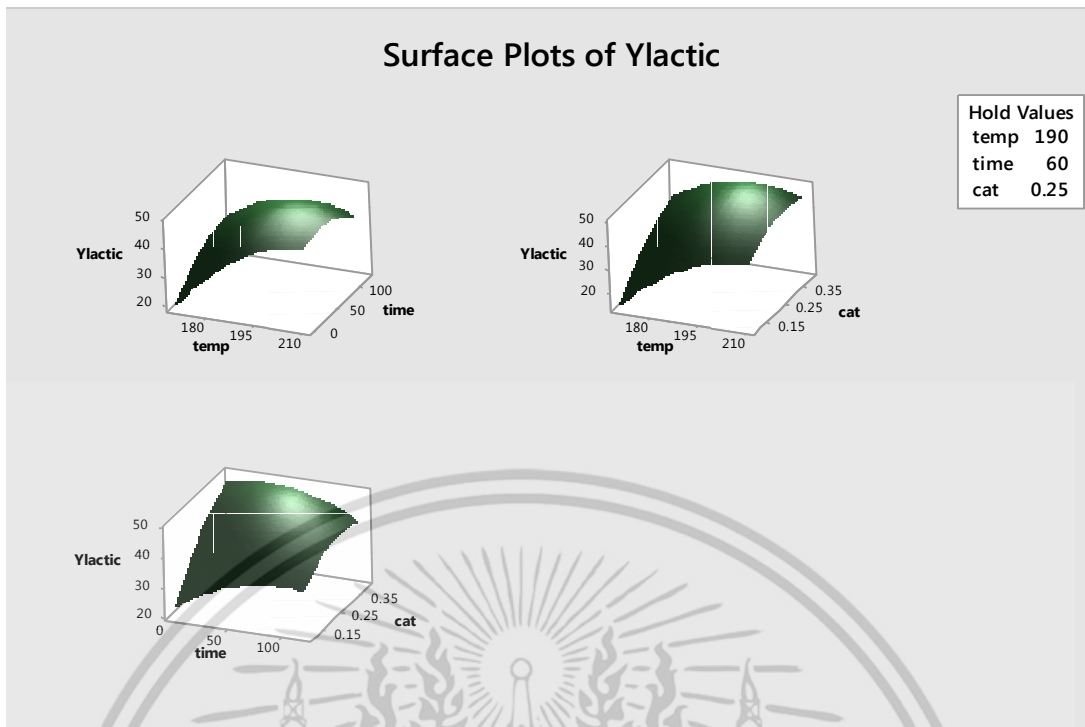 Surface Plots of Ylactic
Hold Values
temp 190
time 60
cat 0.25
50
40
30
20
Ylactic
180
195
210
temp
0
50
100
time
50
40
30
20
Ylactic
180
195
210
temp
0.15
0.25
0.35
cat
50
40
30
20
Ylactic
0
50
100
time
0.15
0.25
0.35
cat